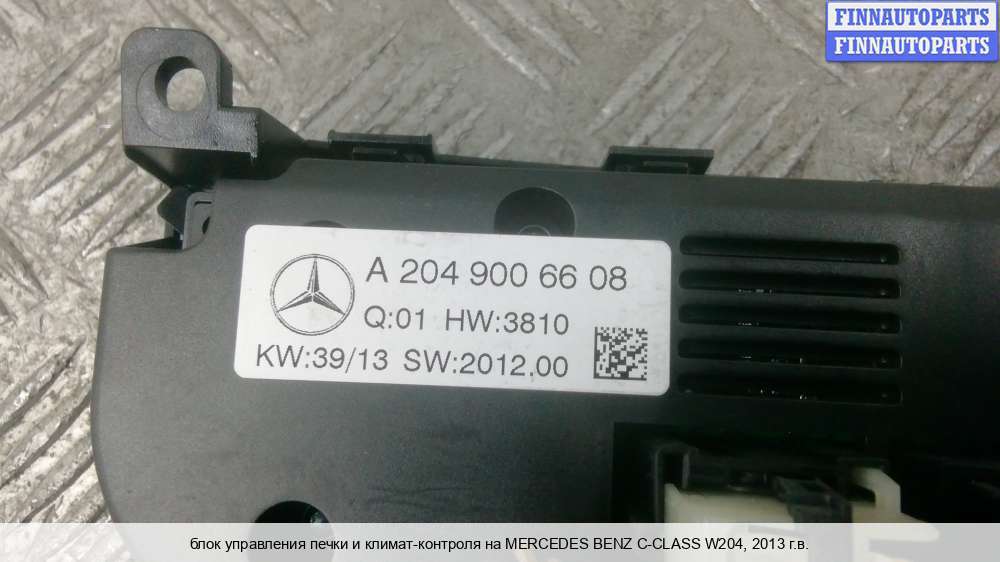 FINNAUTOPARTS
FINNAUTOPARTS
A 204 900 66 08
Q:01 HW:3810
KW:39/13 SW:2012.00
блок управления печки и климат-контроля на MERCEDES BENZ C-CLASS W204, 2013 г.в.